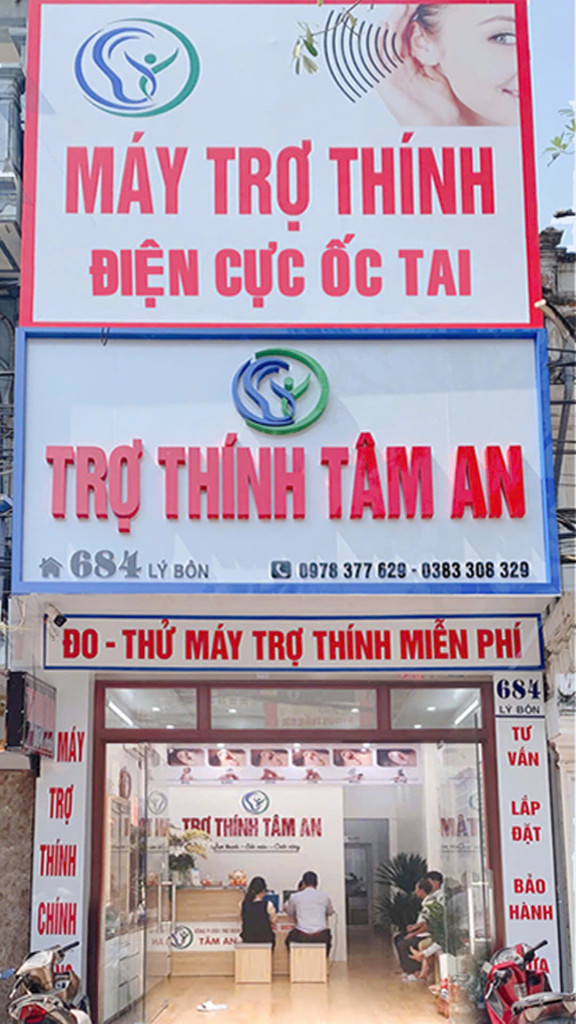 MÁY TRỢ THÍNH
ĐIỆN CỰC ỐC TAI
TRỢ THÍNH TÂM AN
684 LÝ BÔN
0978 377 629 - 0383 308 329
ĐO - THỬ MÁY TRỢ THÍNH MIỄN PHÍ
684
LÝ BÔN
MÁY
TRỢ
THÍNH
CHÍNH
TƯ
VẤN
LẮP
ĐẶT
BẢO
HÀNH
TRỢ THÍNH TÂM AN
TÂM AN